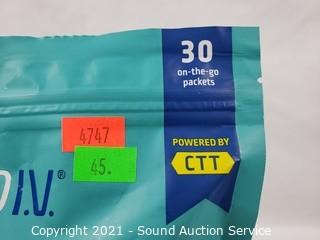 30
on-the-go
packets
4747
45.
POWERED BY
CTT
I.V.®
Copyright 2021 - Sound Auction Service